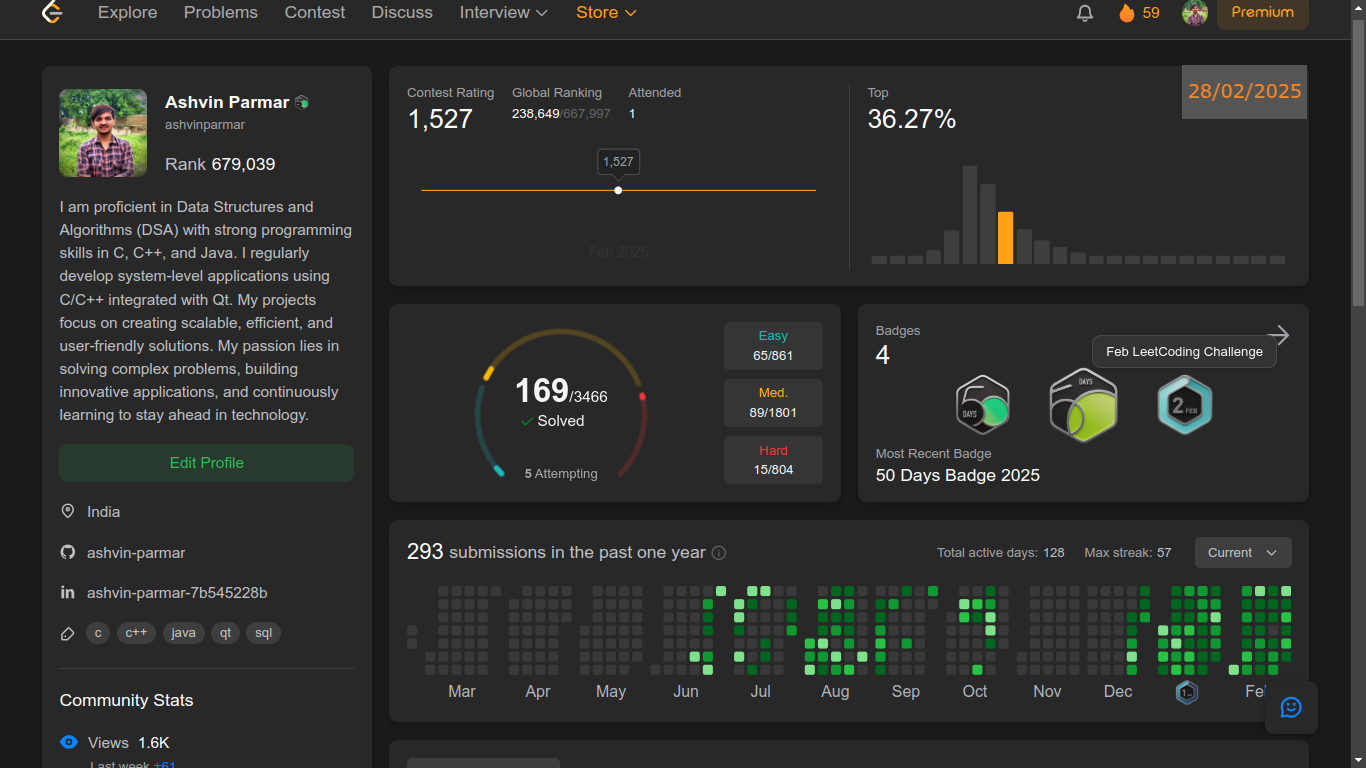 Explore Problems Contest Discuss Interview Store 59 Premium
Ashvin Parmar
ashvinparmar
Rank 679,039
I am proficient in Data Structures and
Algorithms (DSA) with strong programming
skills in C, C++, and Java. I regularly
develop system-level applications using
C/C++ integrated with Qt. My projects
focus on creating scalable, efficient, and
user-friendly solutions. My passion lies in
solving complex problems, building
innovative applications, and continuously
learning to stay ahead in technology.
Edit Profile
India
ashvin-parmar
ashvin-parmar-7b545228b
c c++ java qt sql
Community Stats
Views 1.6K
Last week +61
Contest Rating Global Ranking Attended
1,527 238,649/667,997 1
1,527
Feb 2025
Top
36.27%
28/02/2025
169/3466
Solved
5 Attempting
Easy
65/861
Med.
89/1801
Hard
15/804
Badges
4
Feb LeetCoding Challenge
50 DAYS
DAYS 50
2 FEB
Most Recent Badge
50 Days Badge 2025
293 submissions in the past one year
Total active days: 128 Max streak: 57 Current
Mar Apr May Jun Jul Aug Sep Oct Nov Dec Feb